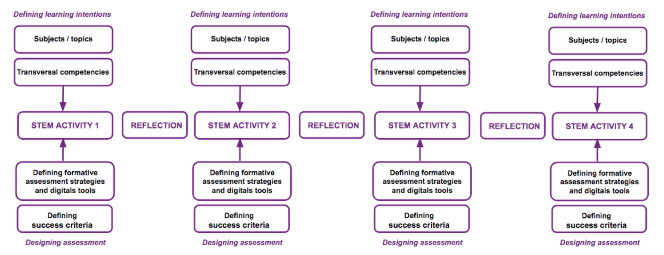 Defining learning intentions
Defining learning intentions
Defining learning intentions
Defining learning intentions
Subjects / topics
Subjects / topics
Subjects / topics
Subjects / topics
Transversal competencies
Transversal competencies
Transversal competencies
Transversal competencies
STEM ACTIVITY 1
REFLECTION
STEM ACTIVITY 2
REFLECTION
STEM ACTIVITY 3
REFLECTION
STEM ACTIVITY 4
Defining formative
assessment strategies
and digitals tools
Defining formative
assessment strategies
and digitals tools
Defining formative
assessment strategies
and digitals tools
Defining formative
assessment strategies
and digitals tools
Defining
success criteria
Defining
success criteria
Defining
success criteria
Defining
success criteria
Designing assessment
Designing assessment
Designing assessment
Designing assessment